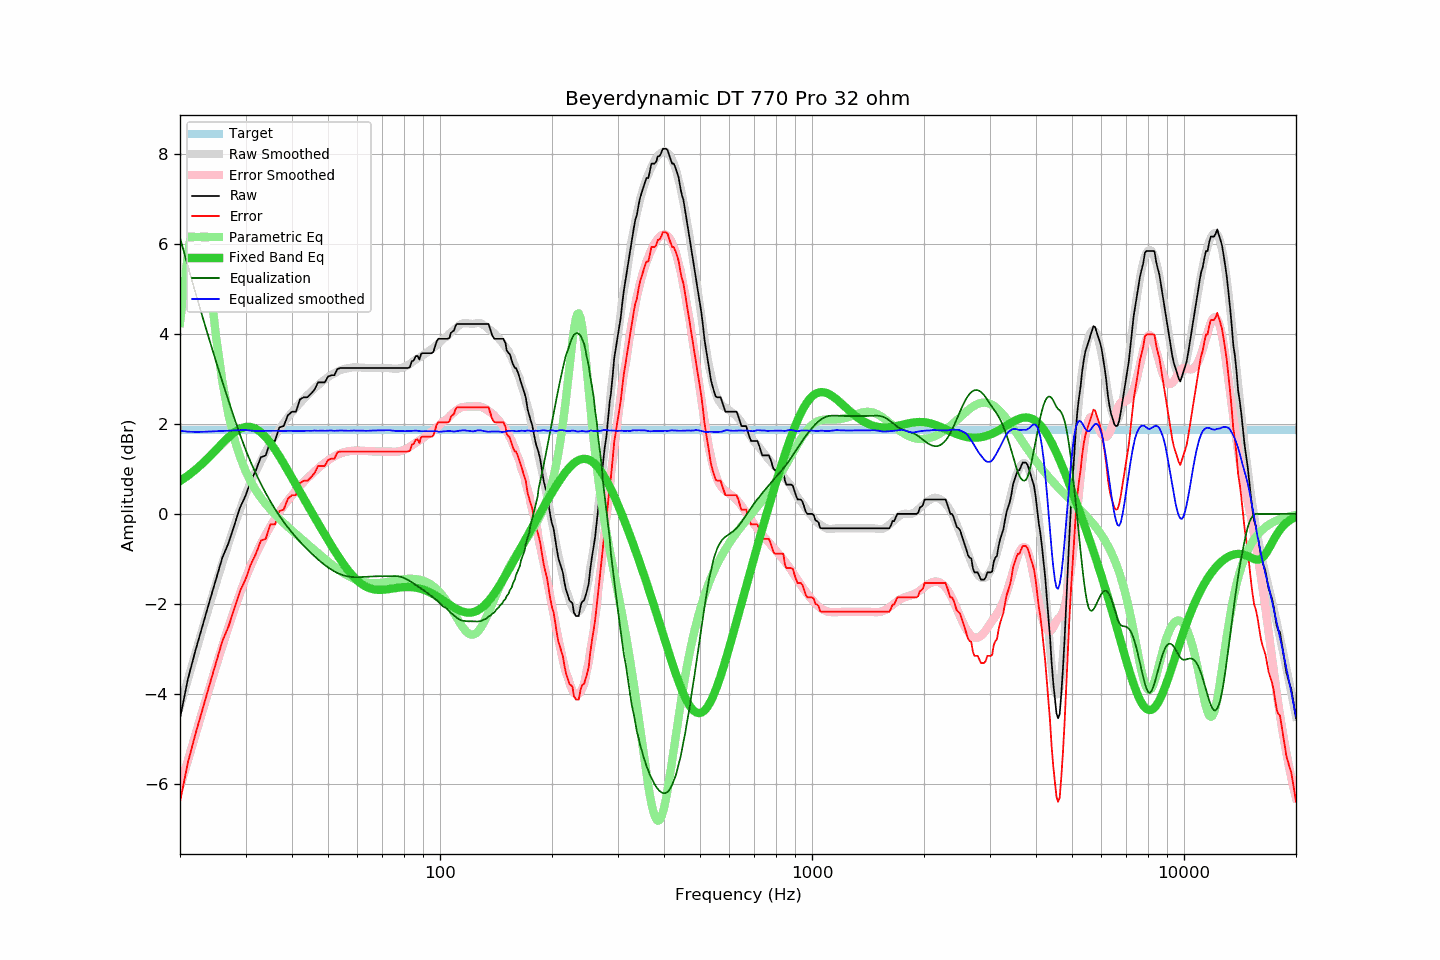 Beyerdynamic DT 770 Pro 32 ohm
Target
Raw Smoothed
Error Smoothed
Raw
Error
Parametric Eq
Fixed Band Eq
Equalization
Equalized smoothed
8
6
4
2
0
−2
−4
−6
Amplitude (dBr)
100
1000
10000
Frequency (Hz)